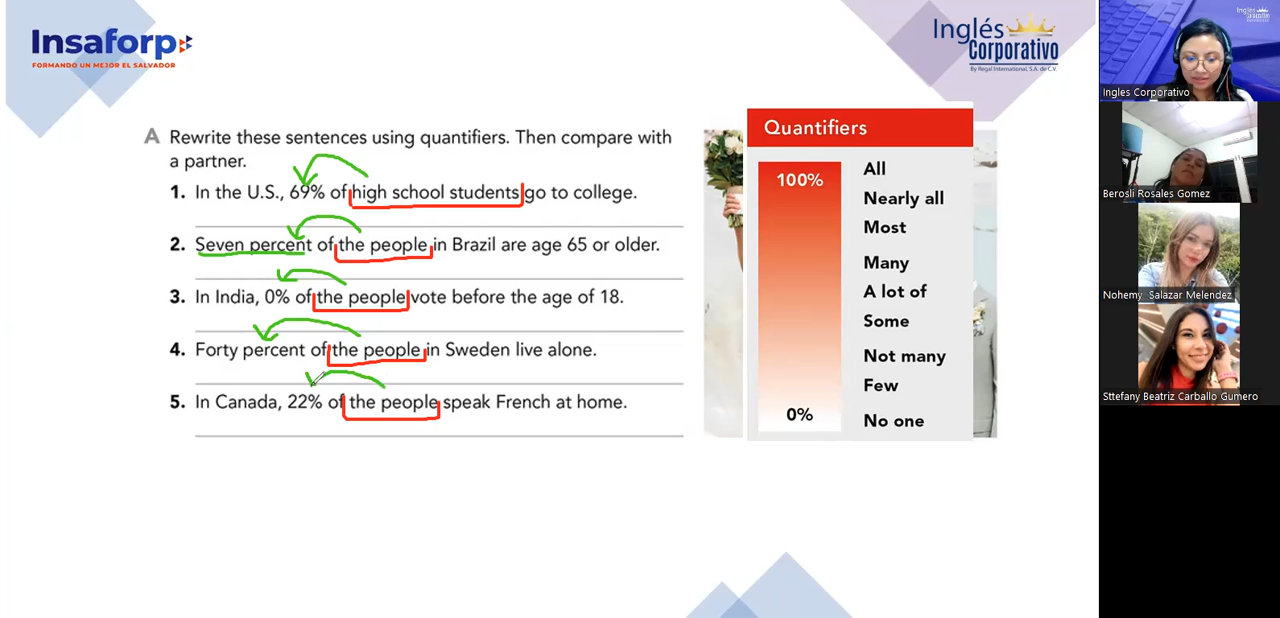 Insaforp
FORMANDO UN MEJOR EL SALVADOR
Inglés
Corporativo
By Regal International, S.A. de C.V.
A Rewrite these sentences using quantifiers. Then compare with
a partner.
1. In the U.S., 69% of high school students go to college.
2. Seven percent of the people in Brazil are age 65 or older.
3. In India, 0% of the people vote before the age of 18.
4. Forty percent of the people in Sweden live alone.
5. In Canada, 22% of the people speak French at home.
Quantifiers
100%
0%
All
Nearly all
Most
Many
A lot of
Some
Not many
Few
No one
Ingles Corporativo
Berosli Rosales Gomez
Nohemy Salazar Melendez
Sttefany Beatriz Carballo Gumero